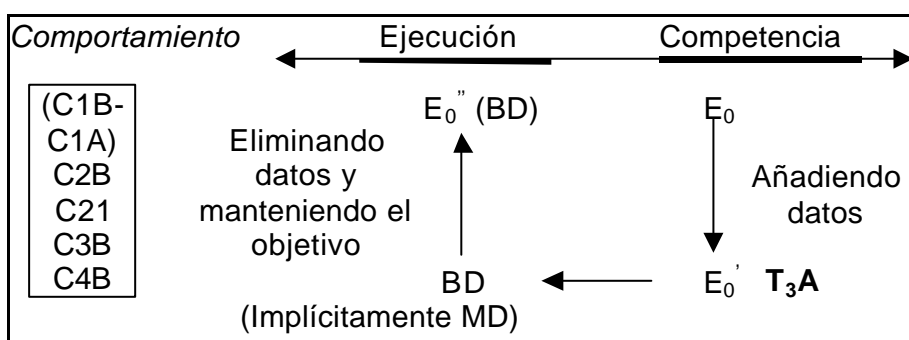 Comportamiento Ejecución Competencia
(C1B-
C1A)
C2B
C21
C3B
C4B
Eliminando
datos y
manteniendo el
objetivo
E₀” (BD)
BD
(Implícitamente MD)
E₀
Añadiendo
datos
E₀’ T₃A